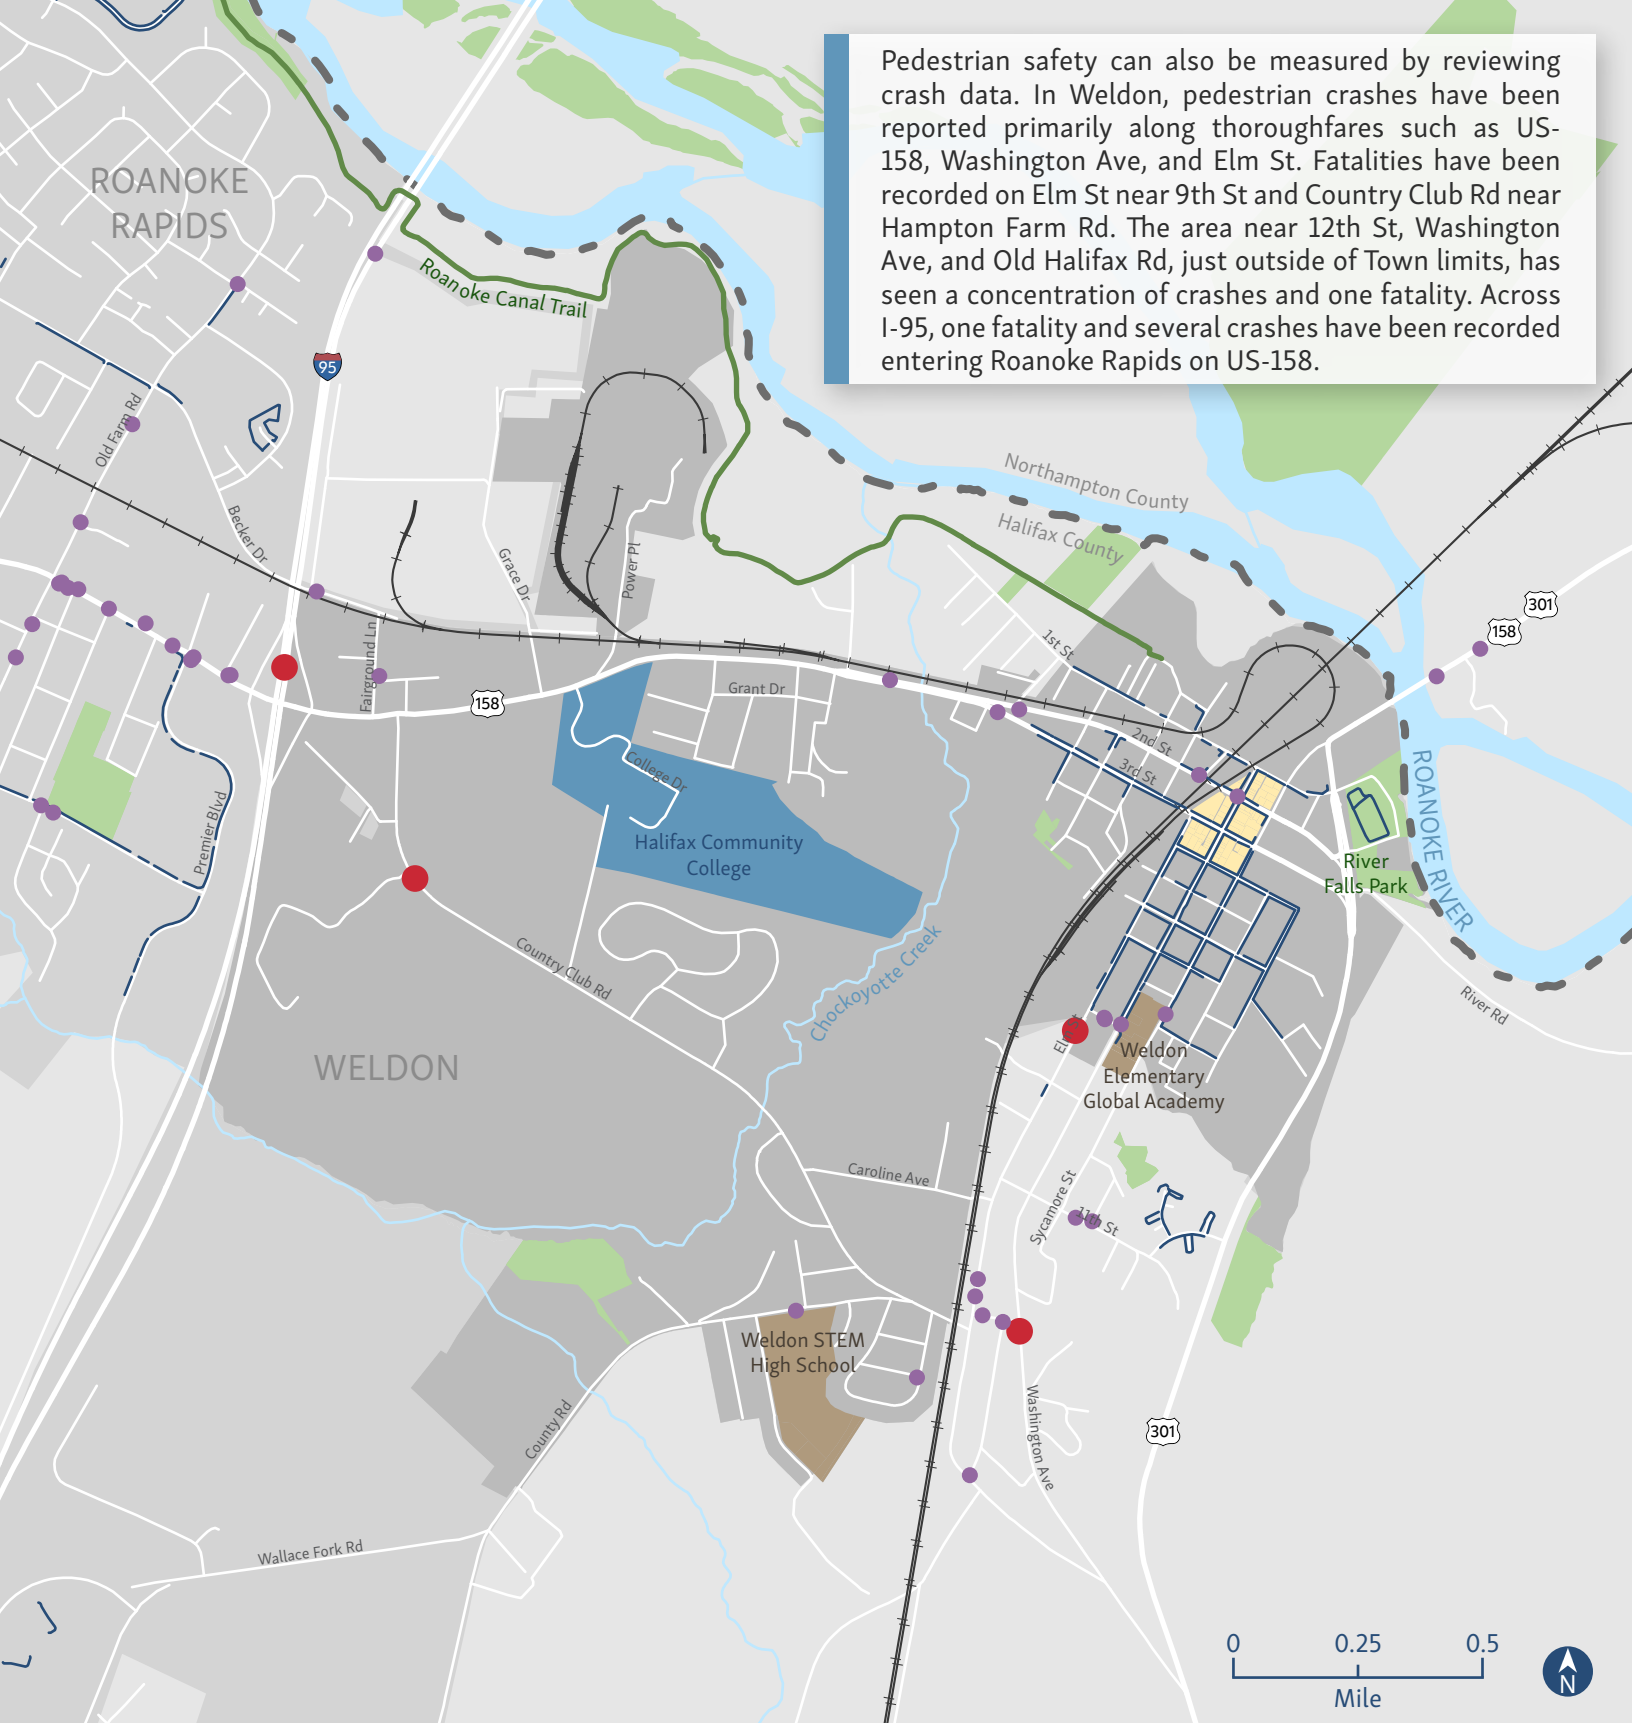 Pedestrian safety can also be measured by reviewing
crash data. In Weldon, pedestrian crashes have been
reported primarily along thoroughfares such as US-
158, Washington Ave, and Elm St. Fatalities have been
recorded on Elm St near 9th St and Country Club Rd near
Hampton Farm Rd. The area near 12th St, Washington
Ave, and Old Halifax Rd, just outside of Town limits, has
seen a concentration of crashes and one fatality. Across
I-95, one fatality and several crashes have been recorded
entering Roanoke Rapids on US-158.
ROANOKE
RAPIDS
Roanoke Canal Trail
95
Old Farm Rd
Becker Dr
Grace Dr
Power Pl
Northampton County
Halifax County
301
158
1st St
Fairground Ln
158
Grant Dr
2nd St
3rd St
College Dr
Premier Blvd
Halifax Community
College
River
Falls Park
ROANOKE RIVER
Country Club Rd
Chockoyotte Creek
River Rd
WELDON
Elm St
Weldon
Elementary
Global Academy
Caroline Ave
Sycamore St
11th St
Weldon STEM
High School
County Rd
Washington Ave
301
Wallace Fork Rd
0 0.25 0.5
Mile
N